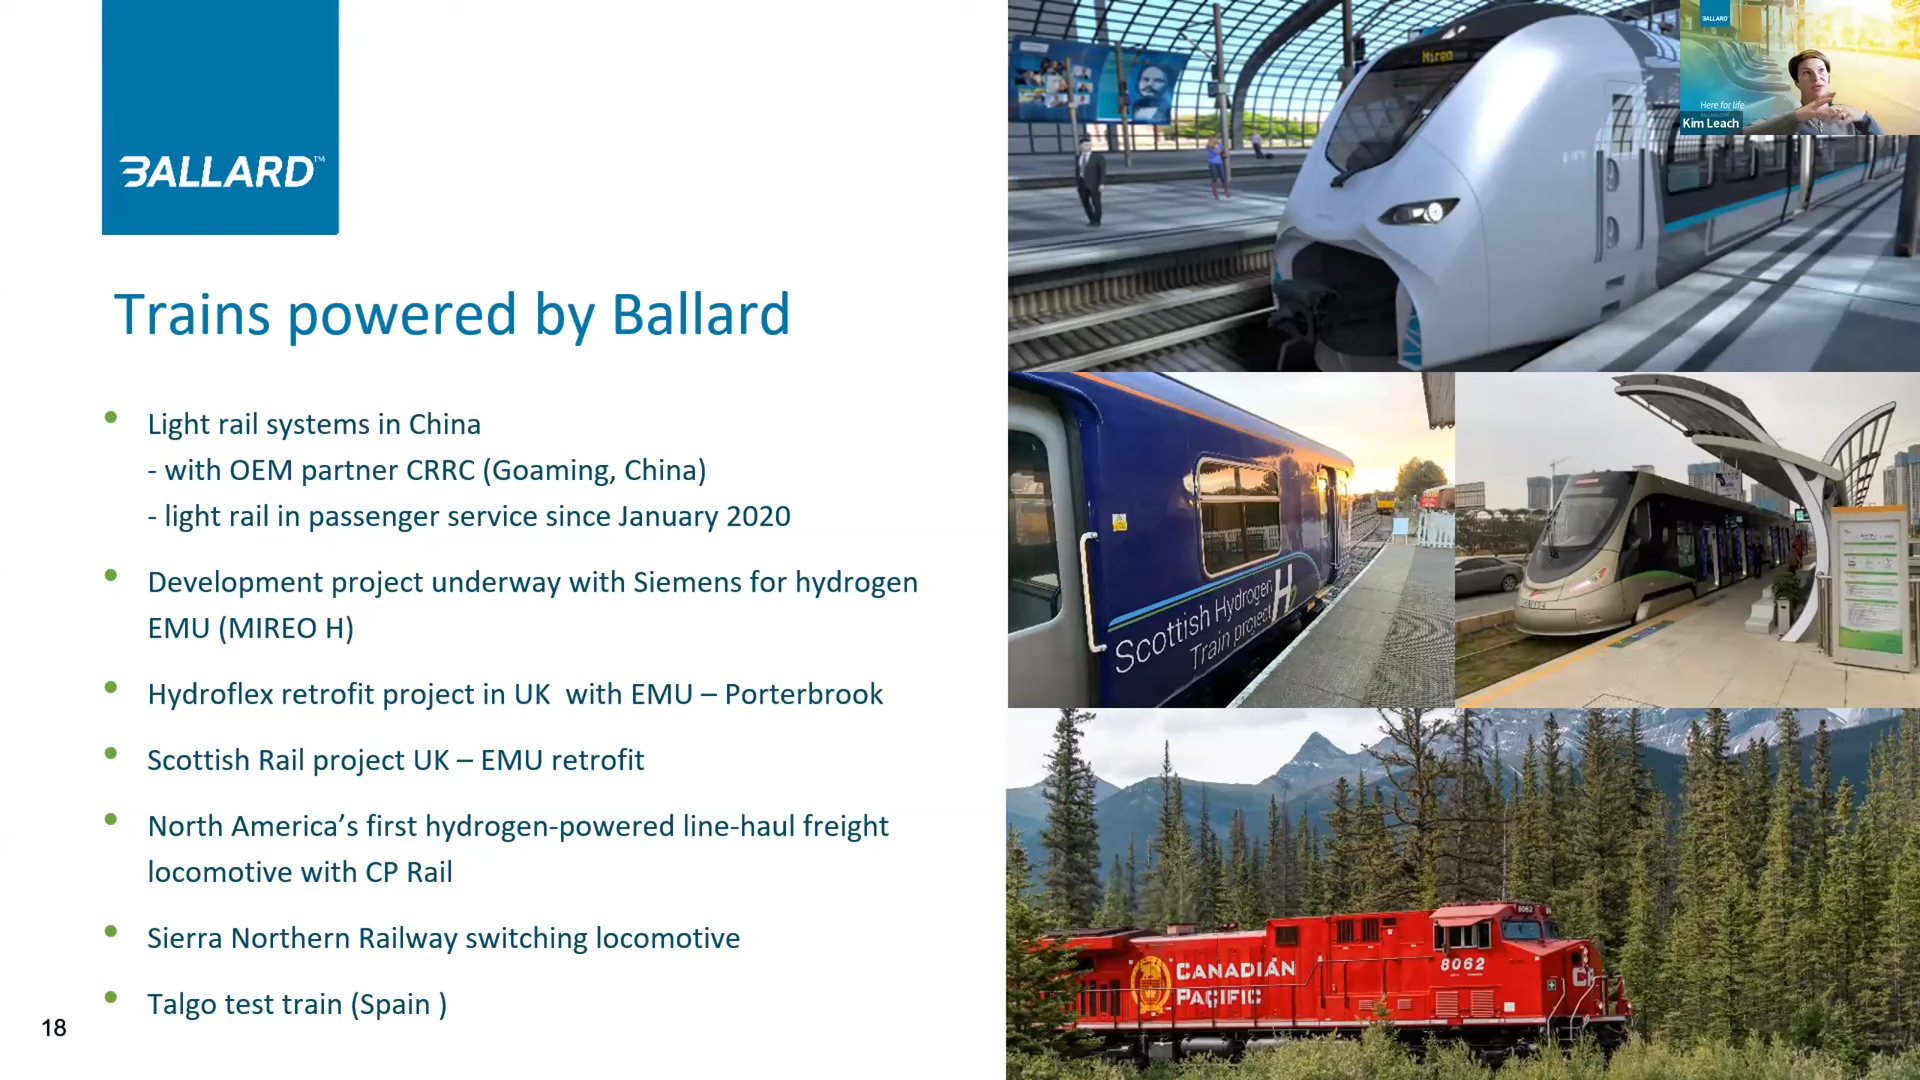 BALLARD™
Trains powered by Ballard
• Light rail systems in China
- with OEM partner CRRC (Goaming, China)
- light rail in passenger service since January 2020
• Development project underway with Siemens for hydrogen
EMU (MIREO H)
• Hydroflex retrofit project in UK with EMU – Porterbrook
• Scottish Rail project UK – EMU retrofit
• North America’s first hydrogen-powered line-haul freight
locomotive with CP Rail
• Sierra Northern Railway switching locomotive
• Talgo test train (Spain )
18
Mireo
BALLARD
Here for life
Kim Leach
Scottish Hydrogen
Train project
H2
8062
CANADIAN
PACIFIC
8062
CP